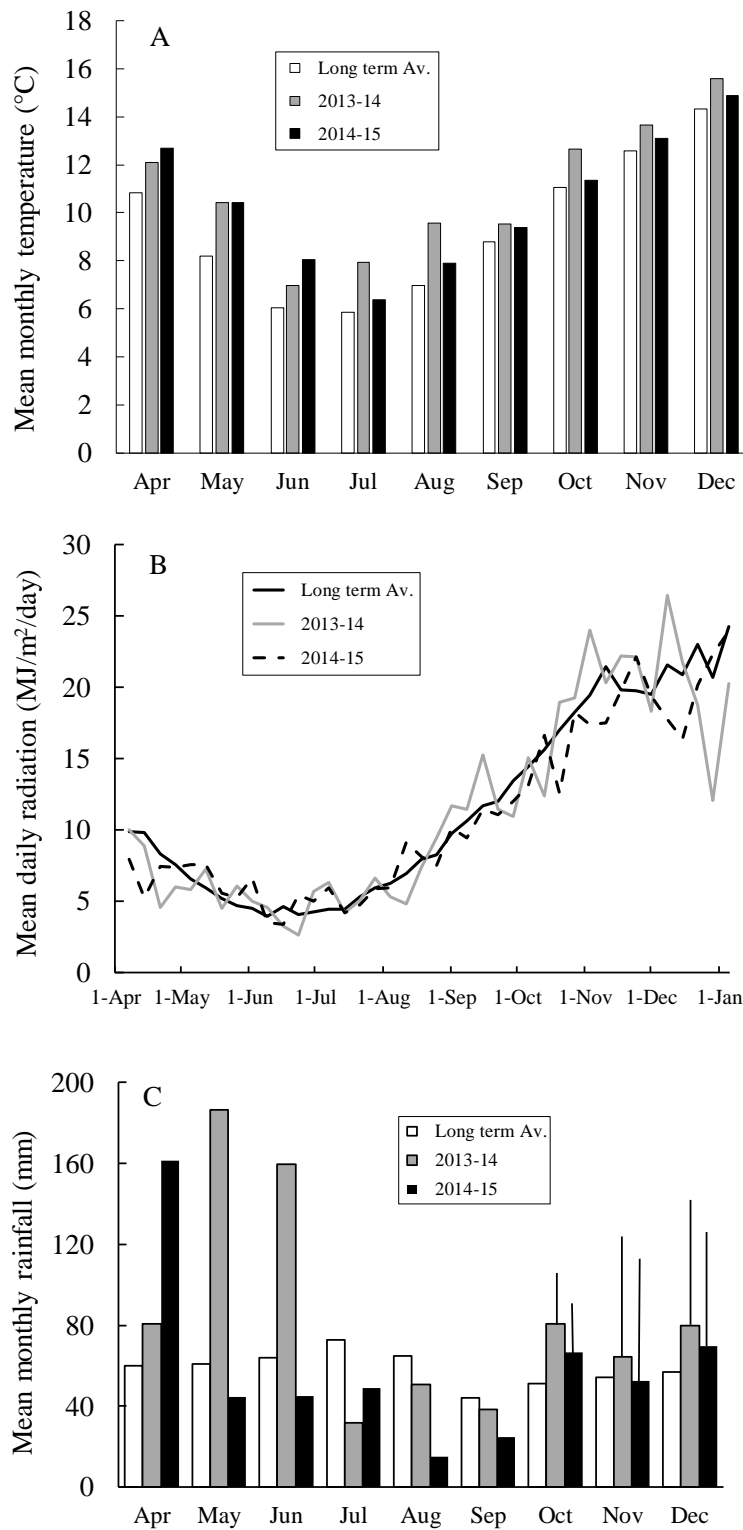 A
Long term Av.
2013-14
2014-15
Mean monthly temperature (°C)
18
16
14
12
10
8
6
4
2
0
Apr May Jun Jul Aug Sep Oct Nov Dec
B
Long term Av.
2013-14
2014-15
Mean daily radiation (MJ/m²/day)
30
25
20
15
10
5
0
1-Apr 1-May 1-Jun 1-Jul 1-Aug 1-Sep 1-Oct 1-Nov 1-Dec 1-Jan
C
Long term Av.
2013-14
2014-15
Mean monthly rainfall (mm)
200
160
120
80
40
0
Apr May Jun Jul Aug Sep Oct Nov Dec